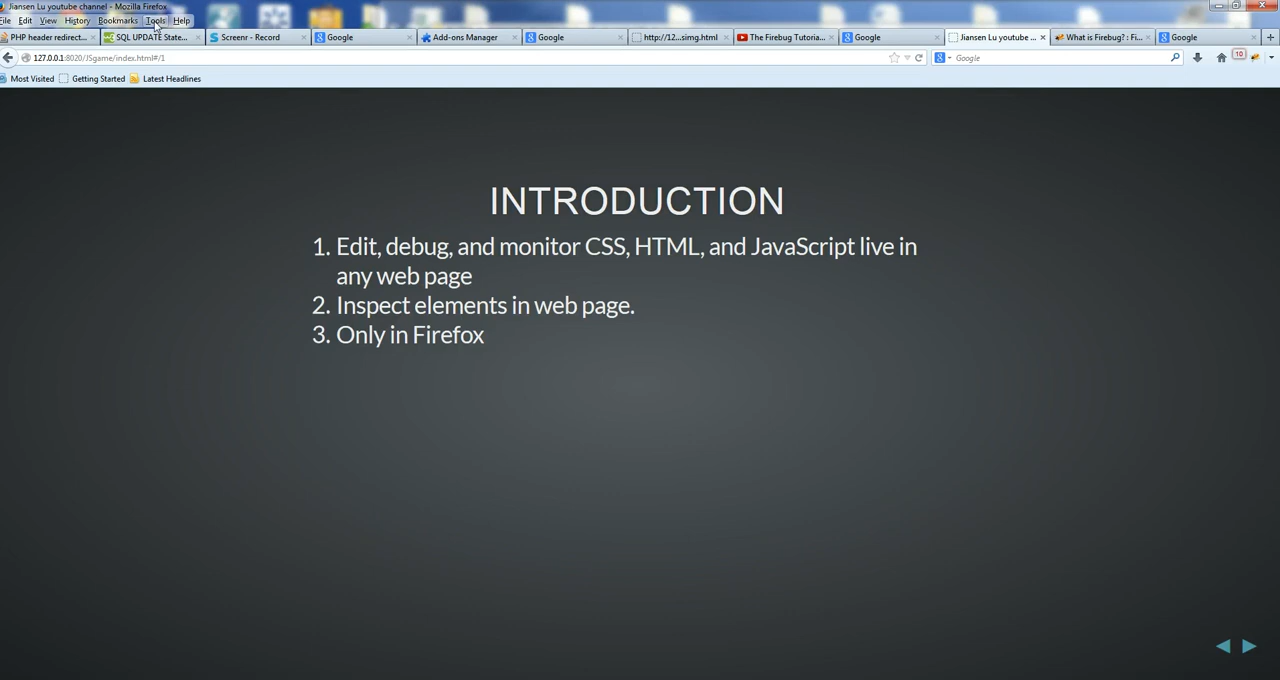 Jiansen Lu youtube channel - Mozilla Firefox
File Edit View History Bookmarks Tools Help
PHP header redirect... SQL UPDATE State... Screenr - Record Google Add-ons Manager Google http://12...simg.html The Firebug Tutoria... Google Jiansen Lu youtube ... What is Firebug? : Fi... Google
127.0.0.1:8020/JSgame/index.html#/1 Google 10
Most Visited Getting Started Latest Headlines
INTRODUCTION
1. Edit, debug, and monitor CSS, HTML, and JavaScript live in
any web page
2. Inspect elements in web page.
3. Only in Firefox